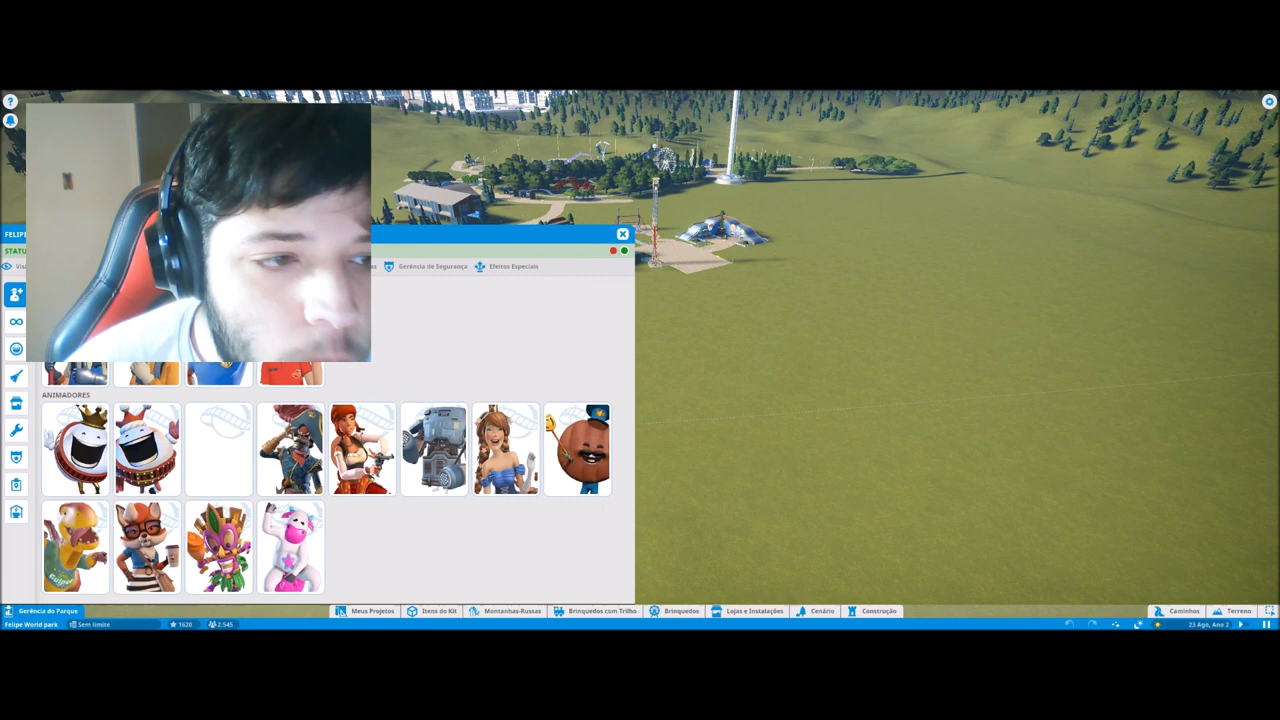 ?
FELIPE
STATU
Gerência de Segurança
Efeitos Especiais
ANIMADORES
Gulpee
Gerência do Parque
Meus Projetos
Itens do Kit
Montanhas-Russas
Brinquedos com Trilho
Brinquedos
Lojas e Instalações
Cenário
Construção
Caminhos
Terreno
Felipe World park
Sem limite
1620
2.545
23 Ago, Ano 2